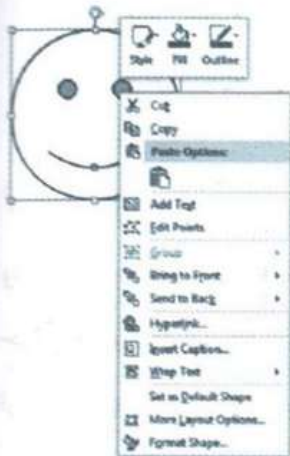 Style Fill Outline
Cut
Copy
Paste Options:
Add Text
Edit Points
Group
Bring to Front
Send to Back
Hyperlink...
Insert Caption...
Wrap Text
Set as Default Shape
More Layout Options...
Format Shape...